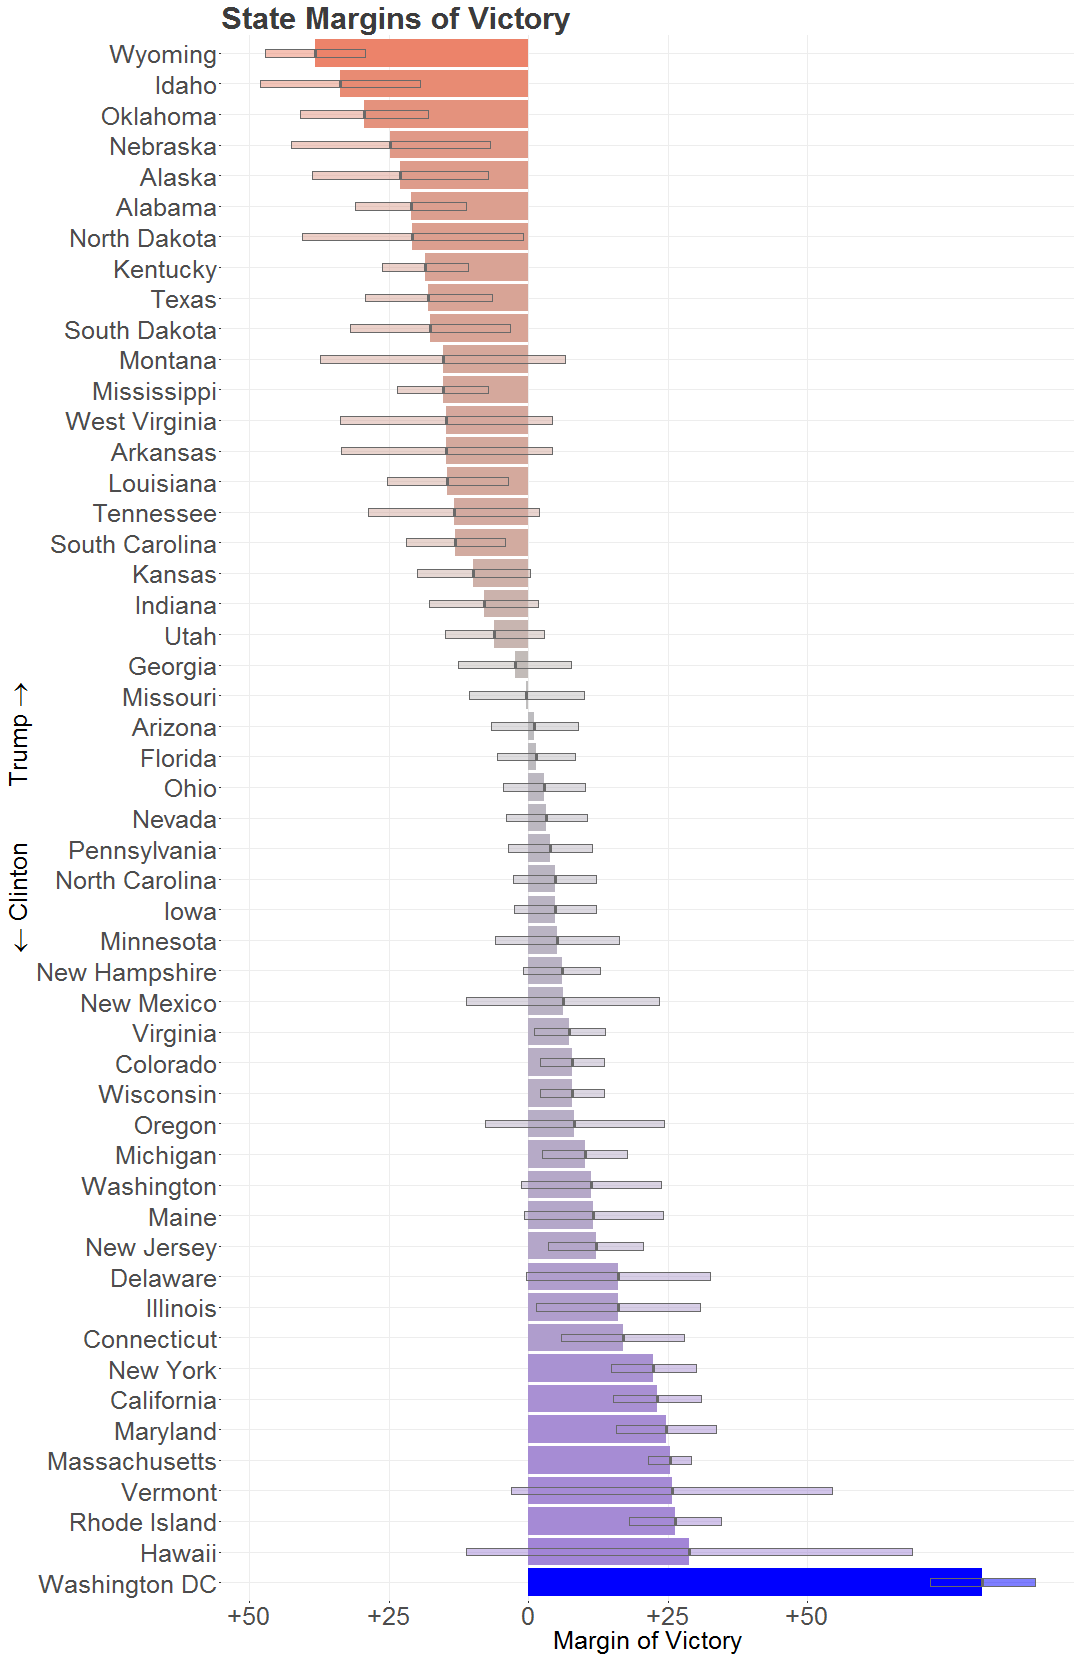 State Margins of Victory
Wyoming
Idaho
Oklahoma
Nebraska
Alaska
Alabama
North Dakota
Kentucky
Texas
South Dakota
Montana
Mississippi
West Virginia
Arkansas
Louisiana
Tennessee
South Carolina
Kansas
Indiana
Utah
Georgia
Missouri
Arizona
Florida
Ohio
Nevada
Pennsylvania
North Carolina
Iowa
Minnesota
New Hampshire
New Mexico
Virginia
Colorado
Wisconsin
Oregon
Michigan
Washington
Maine
New Jersey
Delaware
Illinois
Connecticut
New York
California
Maryland
Massachusetts
Vermont
Rhode Island
Hawaii
Washington DC
← Clinton Trump →
+50 +25 0 +25 +50
Margin of Victory